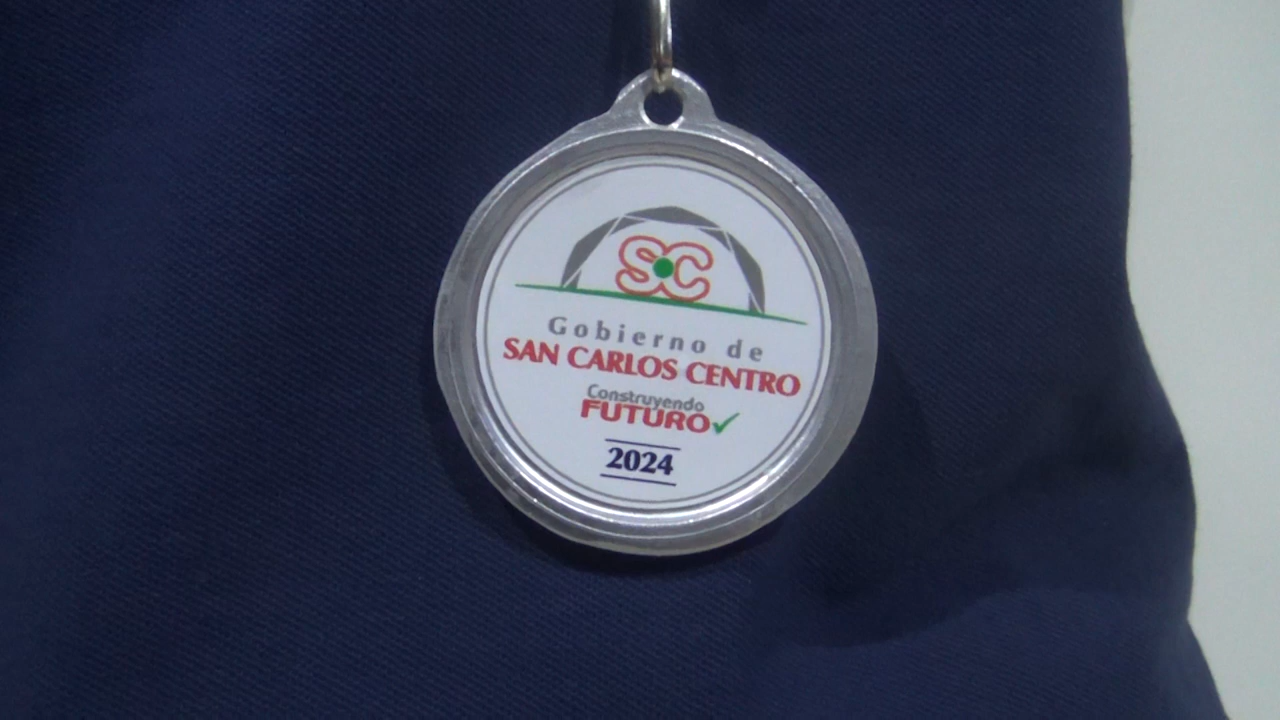 SC
Gobierno de
SAN CARLOS CENTRO
Construyendo
FUTURO
2024